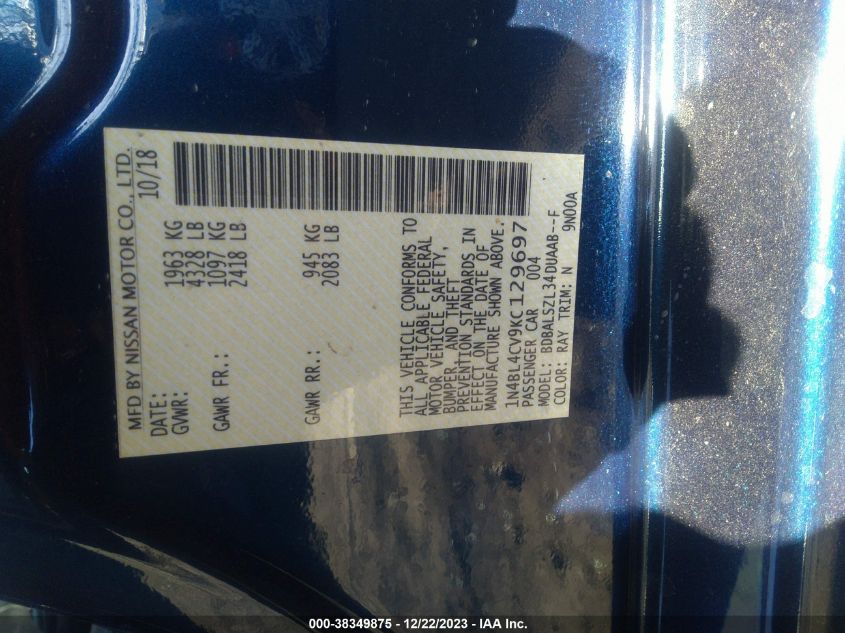 MFD BY NISSAN MOTOR CO., LTD.
DATE: 10/18
GVWR: 1963 KG
4328 LB
GAWR FR.: 1097 KG
2418 LB
GAWR RR.: 945 KG
2083 LB
THIS VEHICLE CONFORMS TO
ALL APPLICABLE FEDERAL
MOTOR VEHICLE SAFETY,
BUMPER, AND THEFT
PREVENTION STANDARDS IN
EFFECT ON THE DATE OF
MANUFACTURE SHOWN ABOVE.
1N4BL4CV9KC129697
PASSENGER CAR 004
MODEL: BDBALSZL34DUAAB--F
COLOR: RAY TRIM: N 9N00A
000-38349875 - 12/22/2023 - IAA Inc.